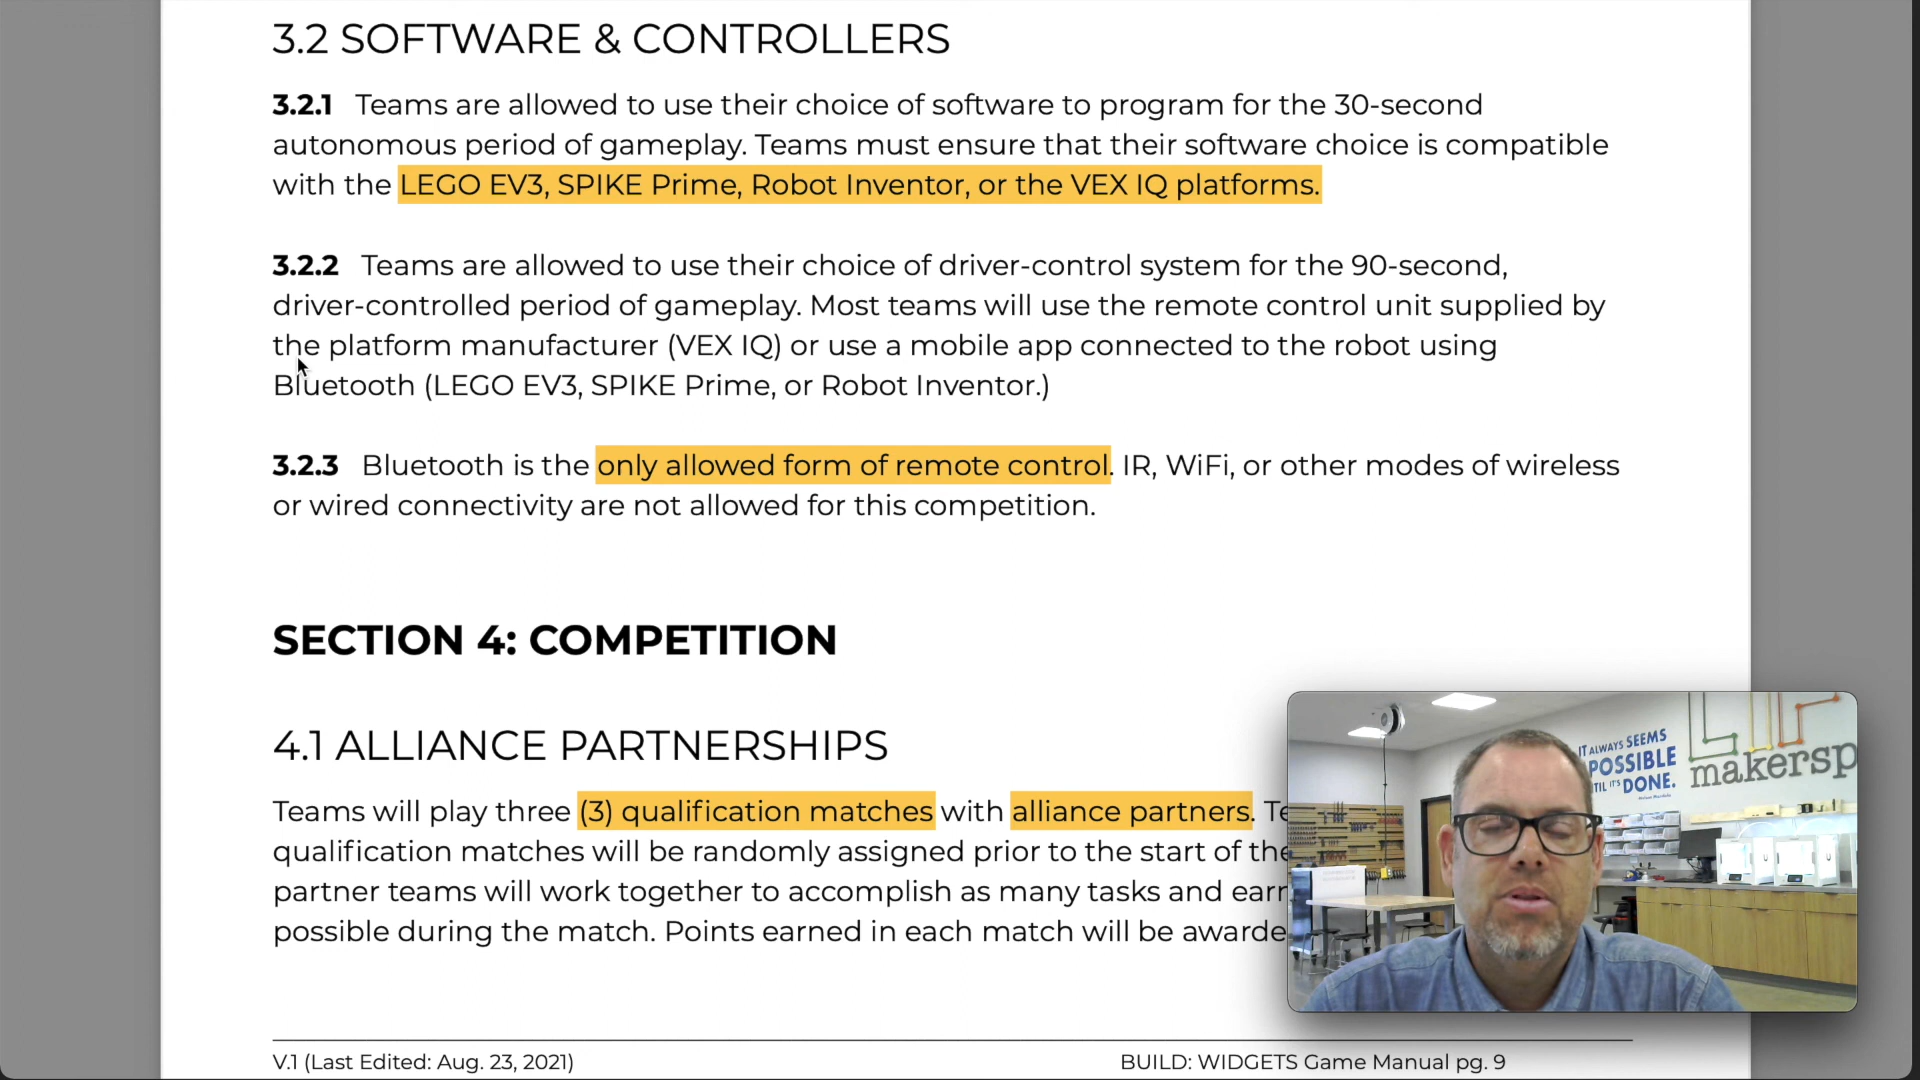 3.2 SOFTWARE & CONTROLLERS
3.2.1 Teams are allowed to use their choice of software to program for the 30-second
autonomous period of gameplay. Teams must ensure that their software choice is compatible
with the LEGO EV3, SPIKE Prime, Robot Inventor, or the VEX IQ platforms.
3.2.2 Teams are allowed to use their choice of driver-control system for the 90-second,
driver-controlled period of gameplay. Most teams will use the remote control unit supplied by
the platform manufacturer (VEX IQ) or use a mobile app connected to the robot using
Bluetooth (LEGO EV3, SPIKE Prime, or Robot Inventor.)
3.2.3 Bluetooth is the only allowed form of remote control. IR, WiFi, or other modes of wireless
or wired connectivity are not allowed for this competition.
SECTION 4: COMPETITION
4.1 ALLIANCE PARTNERSHIPS
Teams will play three (3) qualification matches with alliance partners. Te
qualification matches will be randomly assigned prior to the start of the
partner teams will work together to accomplish as many tasks and earn
possible during the match. Points earned in each match will be awarde
IT ALWAYS SEEMS
POSSIBLE
TIL IT'S DONE.
makersp
V.1 (Last Edited: Aug. 23, 2021)
BUILD: WIDGETS Game Manual pg. 9